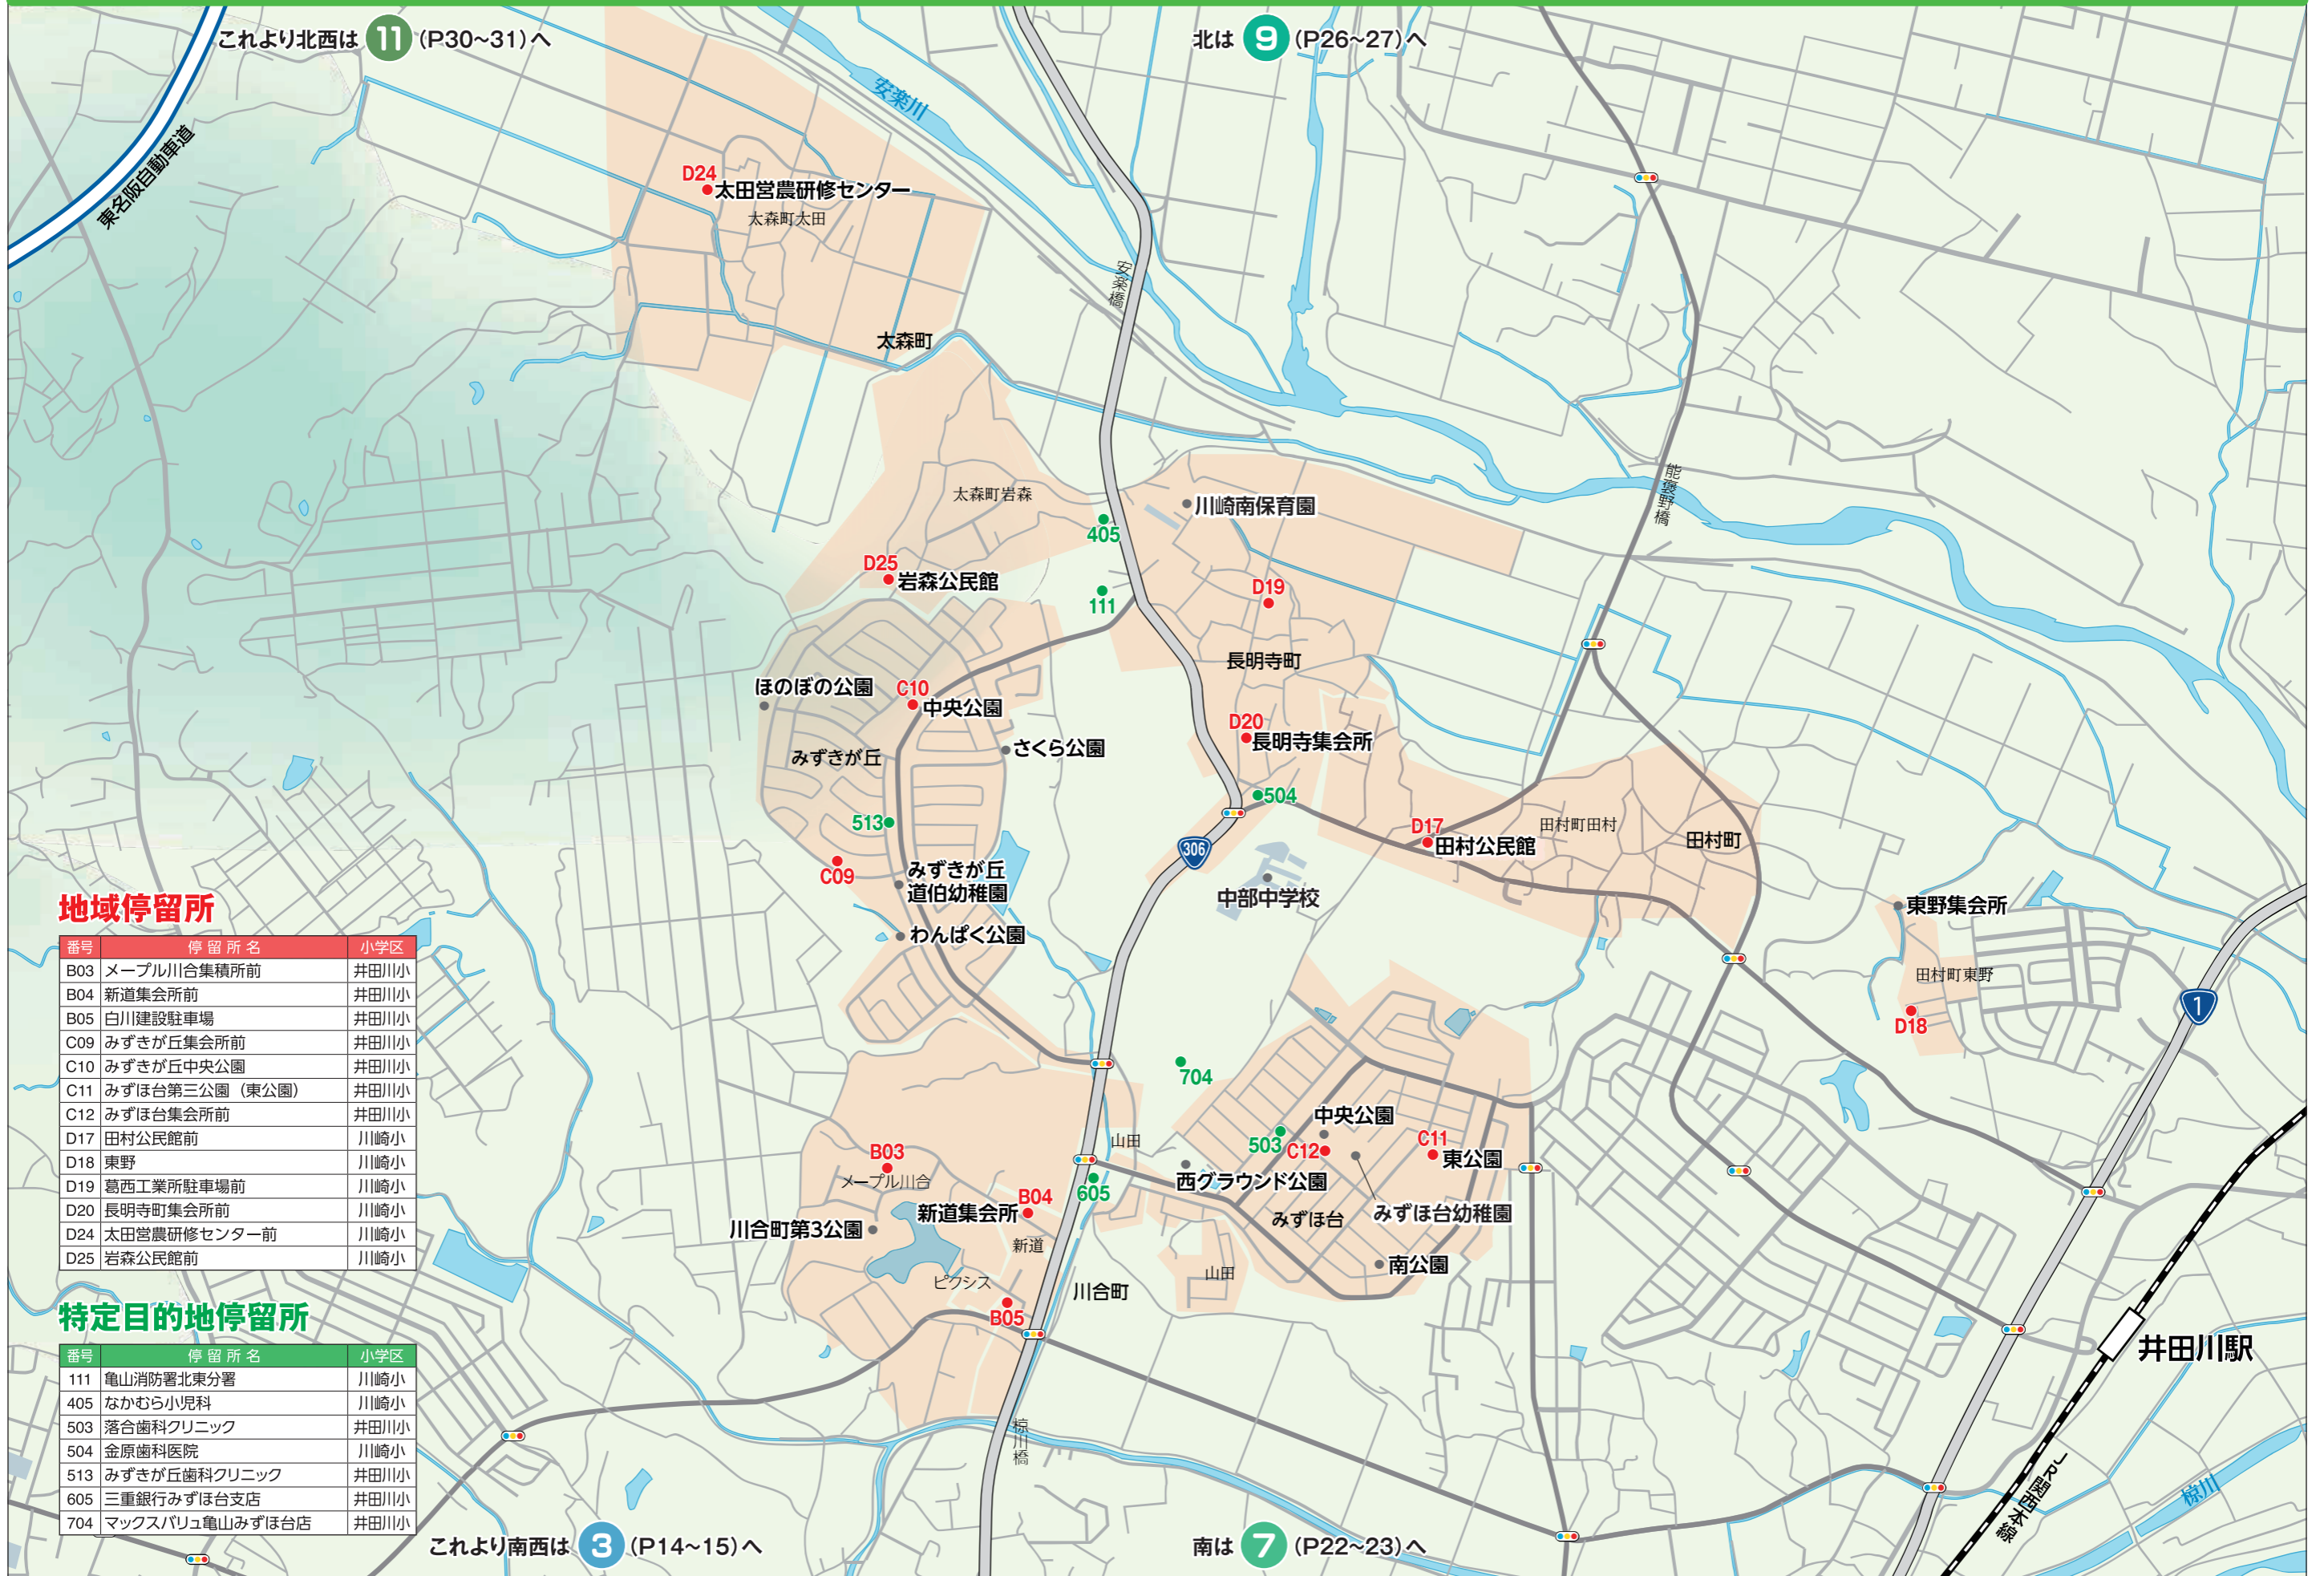 これより北西は 11 (P30~31)へ
北は 9 (P26~27)へ
東名阪自動車道
安楽川
D24
太田営農研修センター
太森町太田
安楽橋
太森町
太森町岩森
川崎南保育園
能褒野橋
405
D25
岩森公民館
111
D19
長明寺町
ほのぼの公園
C10
中央公園
さくら公園
みずきが丘
D20
長明寺集会所
504
513
D17
田村公民館
田村町田村
田村町
306
C09
みずきが丘
道伯幼稚園
中部中学校
わんぱく公園
東野集会所
田村町東野
D18
1
704
山田
中央公園
503
C12
C11
東公園
B03
メープル川合
605
西グラウンド公園
みずほ台
みずほ台幼稚園
B04
新道集会所
川合町第3公園
新道
南公園
山田
ピクシス
川合町
B05
井田川駅
椋川橋
JR関西本線
椋川
地域停留所
番号 停留所名 小学区
B03 メープル川合集積所前 井田川小
B04 新道集会所前 井田川小
B05 白川建設駐車場 井田川小
C09 みずきが丘集会所前 井田川小
C10 みずきが丘中央公園 井田川小
C11 みずほ台第三公園（東公園） 井田川小
C12 みずほ台集会所前 井田川小
D17 田村公民館前 川崎小
D18 東野 川崎小
D19 葛西工業所駐車場前 川崎小
D20 長明寺町集会所前 川崎小
D24 太田営農研修センター前 川崎小
D25 岩森公民館前 川崎小
特定目的地停留所
番号 停留所名 小学区
111 亀山消防署北東分署 川崎小
405 なかむら小児科 川崎小
503 落合歯科クリニック 井田川小
504 金原歯科医院 川崎小
513 みずきが丘歯科クリニック 井田川小
605 三重銀行みずほ台支店 井田川小
704 マックスバリュ亀山みずほ台店 井田川小
これより南西は 3 (P14~15)へ
南は 7 (P22~23)へ